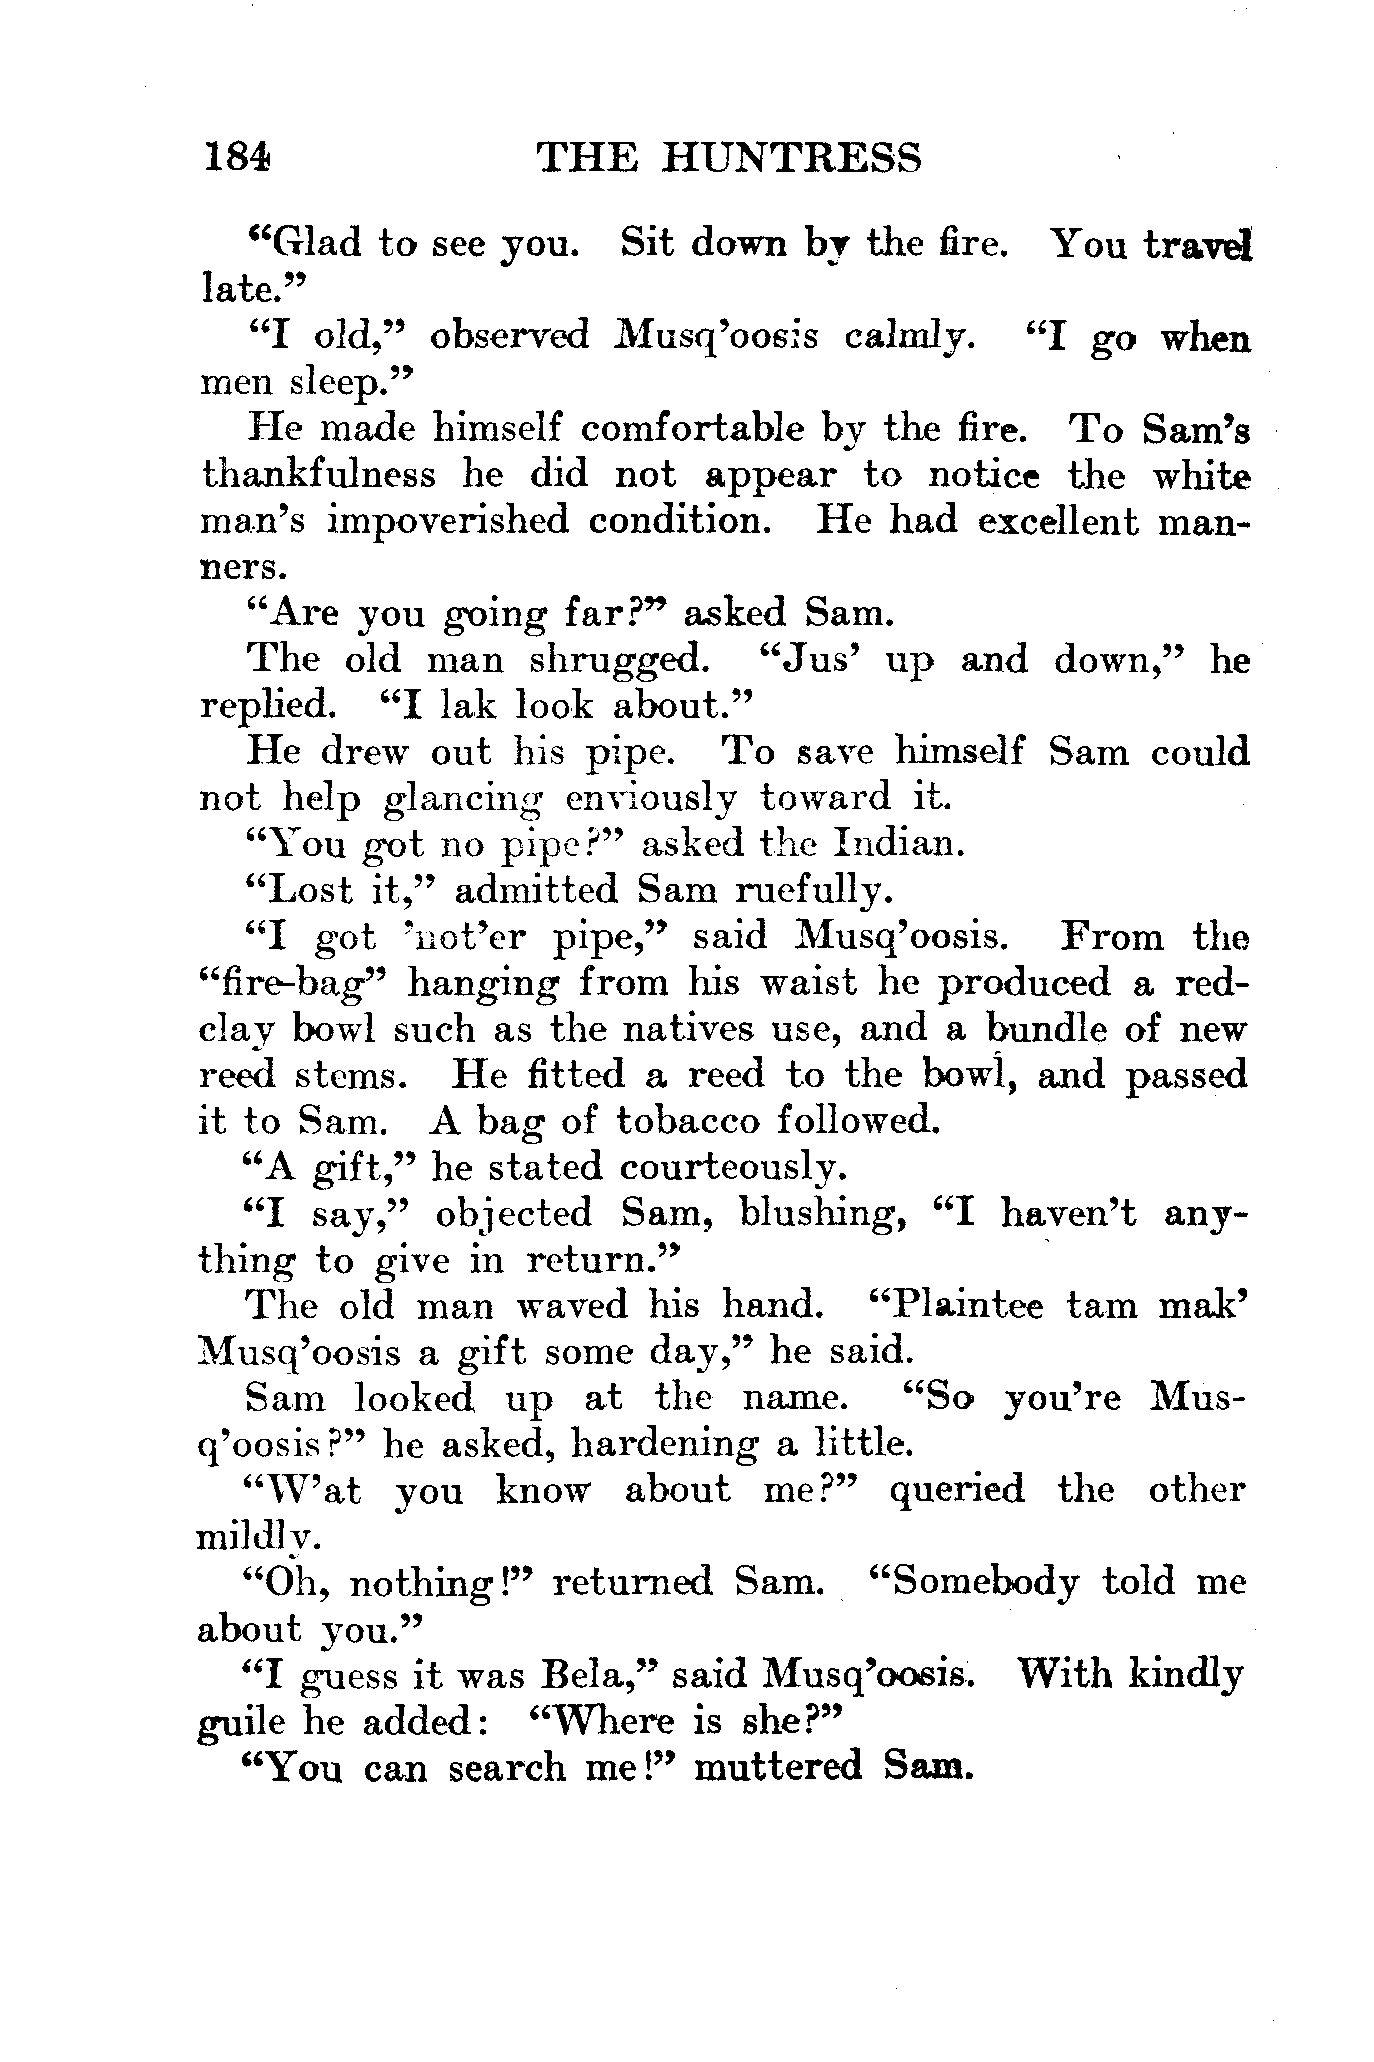 184 THE HUNTRESS
“Glad to see you. Sit down by the fire. You travel
late.”
“I old,” observed Musq’oosis calmly. “I go when
men sleep.”
He made himself comfortable by the fire. To Sam’s
thankfulness he did not appear to notice the white
man’s impoverished condition. He had excellent man-
ners.
“Are you going far?” asked Sam.
The old man shrugged. “Jus’ up and down,” he
replied. “I lak look about.”
He drew out his pipe. To save himself Sam could
not help glancing enviously toward it.
“You got no pipe?” asked the Indian.
“Lost it,” admitted Sam ruefully.
“I got ’not’er pipe,” said Musq’oosis. From the
“fire-bag” hanging from his waist he produced a red-
clay bowl such as the natives use, and a bundle of new
reed stems. He fitted a reed to the bowl, and passed
it to Sam. A bag of tobacco followed.
“A gift,” he stated courteously.
“I say,” objected Sam, blushing, “I haven’t any-
thing to give in return.”
The old man waved his hand. “Plaintee tam mak’
Musq’oosis a gift some day,” he said.
Sam looked up at the name. “So you’re Mus-
q’oosis?” he asked, hardening a little.
“W’at you know about me?” queried the other
mildly.
“Oh, nothing!” returned Sam. “Somebody told me
about you.”
“I guess it was Bela,” said Musq’oosis. With kindly
guile he added: “Where is she?”
“You can search me!” muttered Sam.